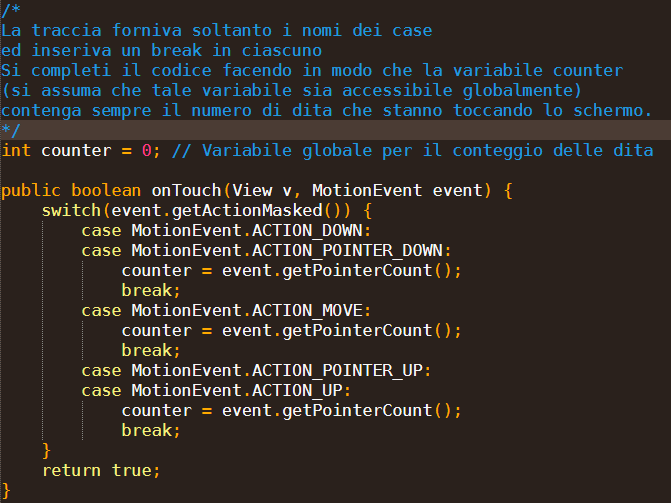 /*
La traccia forniva soltanto i nomi dei case
ed inseriva un break in ciascuno
Si completi il codice facendo in modo che la variabile counter
(si assuma che tale variabile sia accessibile globalmente)
contenga sempre il numero di dita che stanno toccando lo schermo.
*/
int counter = 0; // Variabile globale per il conteggio delle dita

public boolean onTouch(View v, MotionEvent event) {
    switch(event.getActionMasked()) {
        case MotionEvent.ACTION_DOWN:
        case MotionEvent.ACTION_POINTER_DOWN:
            counter = event.getPointerCount();
            break;
        case MotionEvent.ACTION_MOVE:
            counter = event.getPointerCount();
            break;
        case MotionEvent.ACTION_POINTER_UP:
        case MotionEvent.ACTION_UP:
            counter = event.getPointerCount();
            break;
    }
    return true;
}